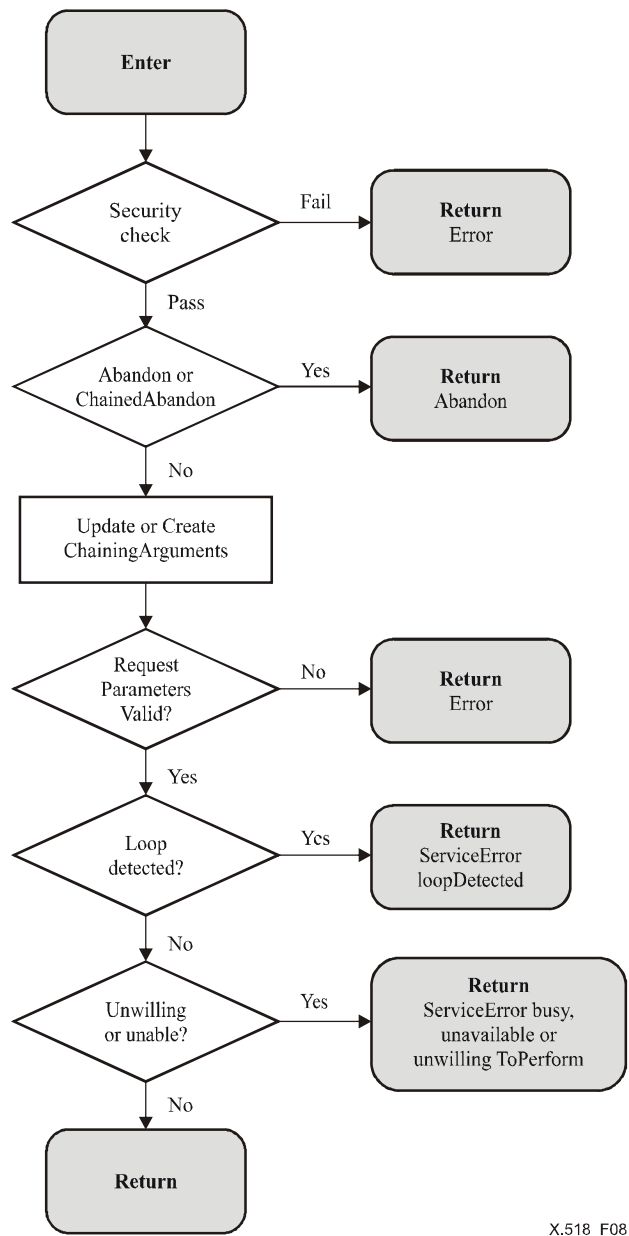 Enter
Security
check
Fail
Return
Error
Pass
Abandon or
ChainedAbandon
Yes
Return
Abandon
No
Update or Create
ChainingArguments
Request
Parameters
Valid?
No
Return
Error
Yes
Loop
detected?
Yes
Return
ServiceError
loopDetected
No
Unwilling
or unable?
Yes
Return
ServiceError busy,
unavailable or
unwilling ToPerform
No
Return
X.518_F08